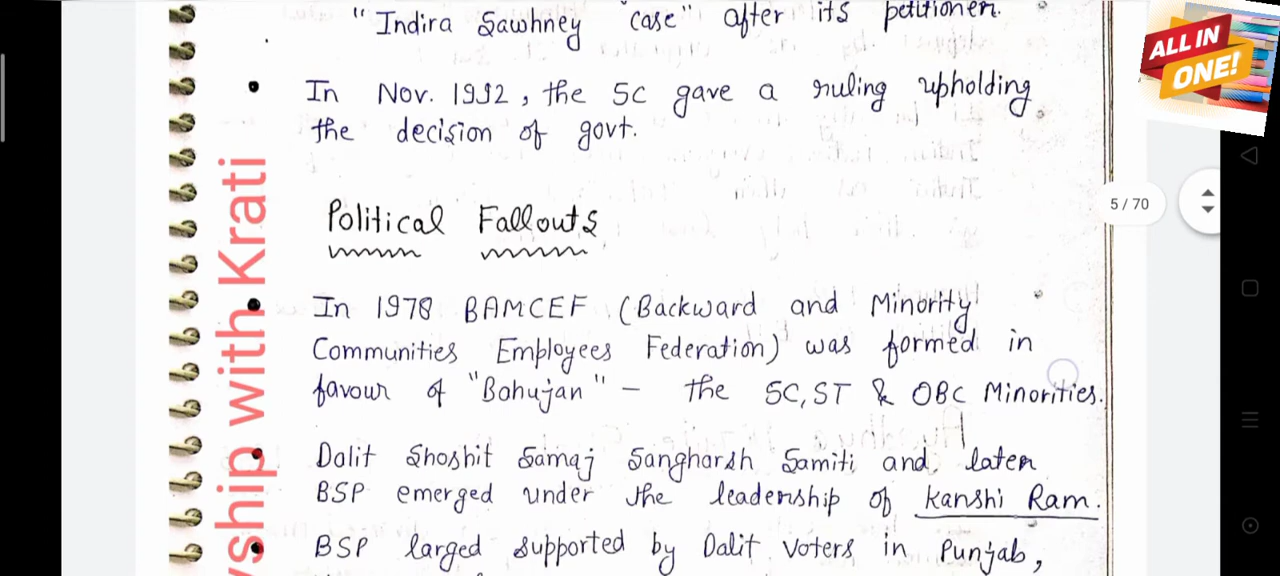 "Indira Sawhney case" after its petitioner.
ALL IN
ONE!
In Nov. 1992, the SC gave a ruling upholding
the decision of govt.
5 / 70
Political Fallouts
In 1978 BAMCEF (Backward and Minority
Communities Employees Federation) was formed in
favour of "Bahujan" – the SC, ST & OBC Minorities.
Dalit Shoshit Samaj Sangharsh Samiti and later
BSP emerged under the leadership of Kanshi Ram.
BSP larged supported by Dalit Voters in Punjab,
ship with Krati